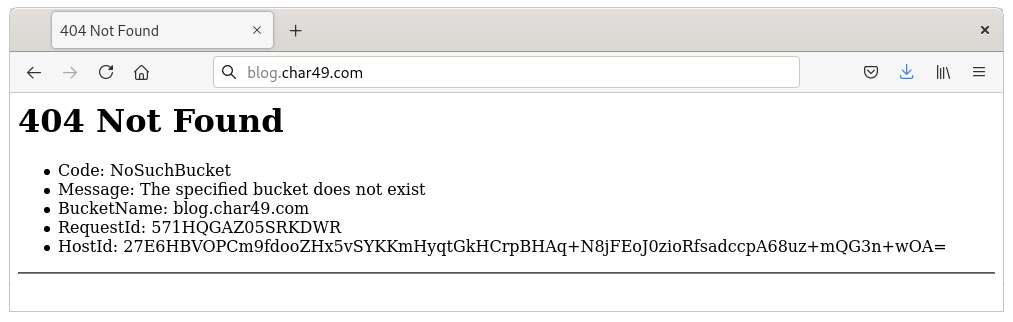 404 Not Found
blog.char49.com
404 Not Found
Code: NoSuchBucket
Message: The specified bucket does not exist
BucketName: blog.char49.com
RequestId: 571HQGAZ05SRKDWR
HostId: 27E6HBVOPCm9fdooZHx5vSYKKmHyqtGkHCrpBHAq+N8jFEoJ0zioRfsadccpA68uz+mQG3n+wOA=